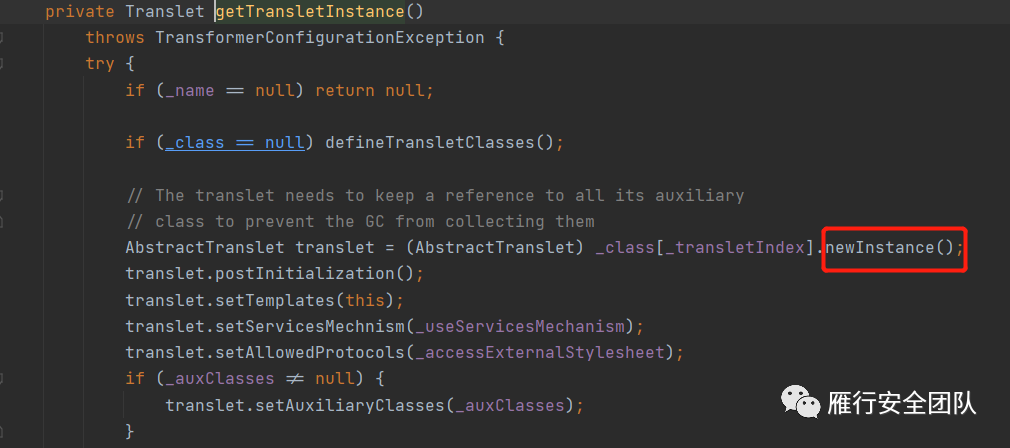 private Translet getTransletInstance()
throws TransformerConfigurationException {
try {
if (_name == null) return null;
if (_class == null) defineTransletClasses();
// The translet needs to keep a reference to all its auxiliary
// class to prevent the GC from collecting them
AbstractTranslet translet = (AbstractTranslet) _class[_transletIndex].newInstance();
translet.postInitialization();
translet.setTemplates(this);
translet.setServicesMechnism(_useServicesMechanism);
translet.setAllowedProtocols(_accessExternalStylesheet);
if (_auxClasses != null) {
translet.setAuxiliaryClasses(_auxClasses);
}
雁行安全团队